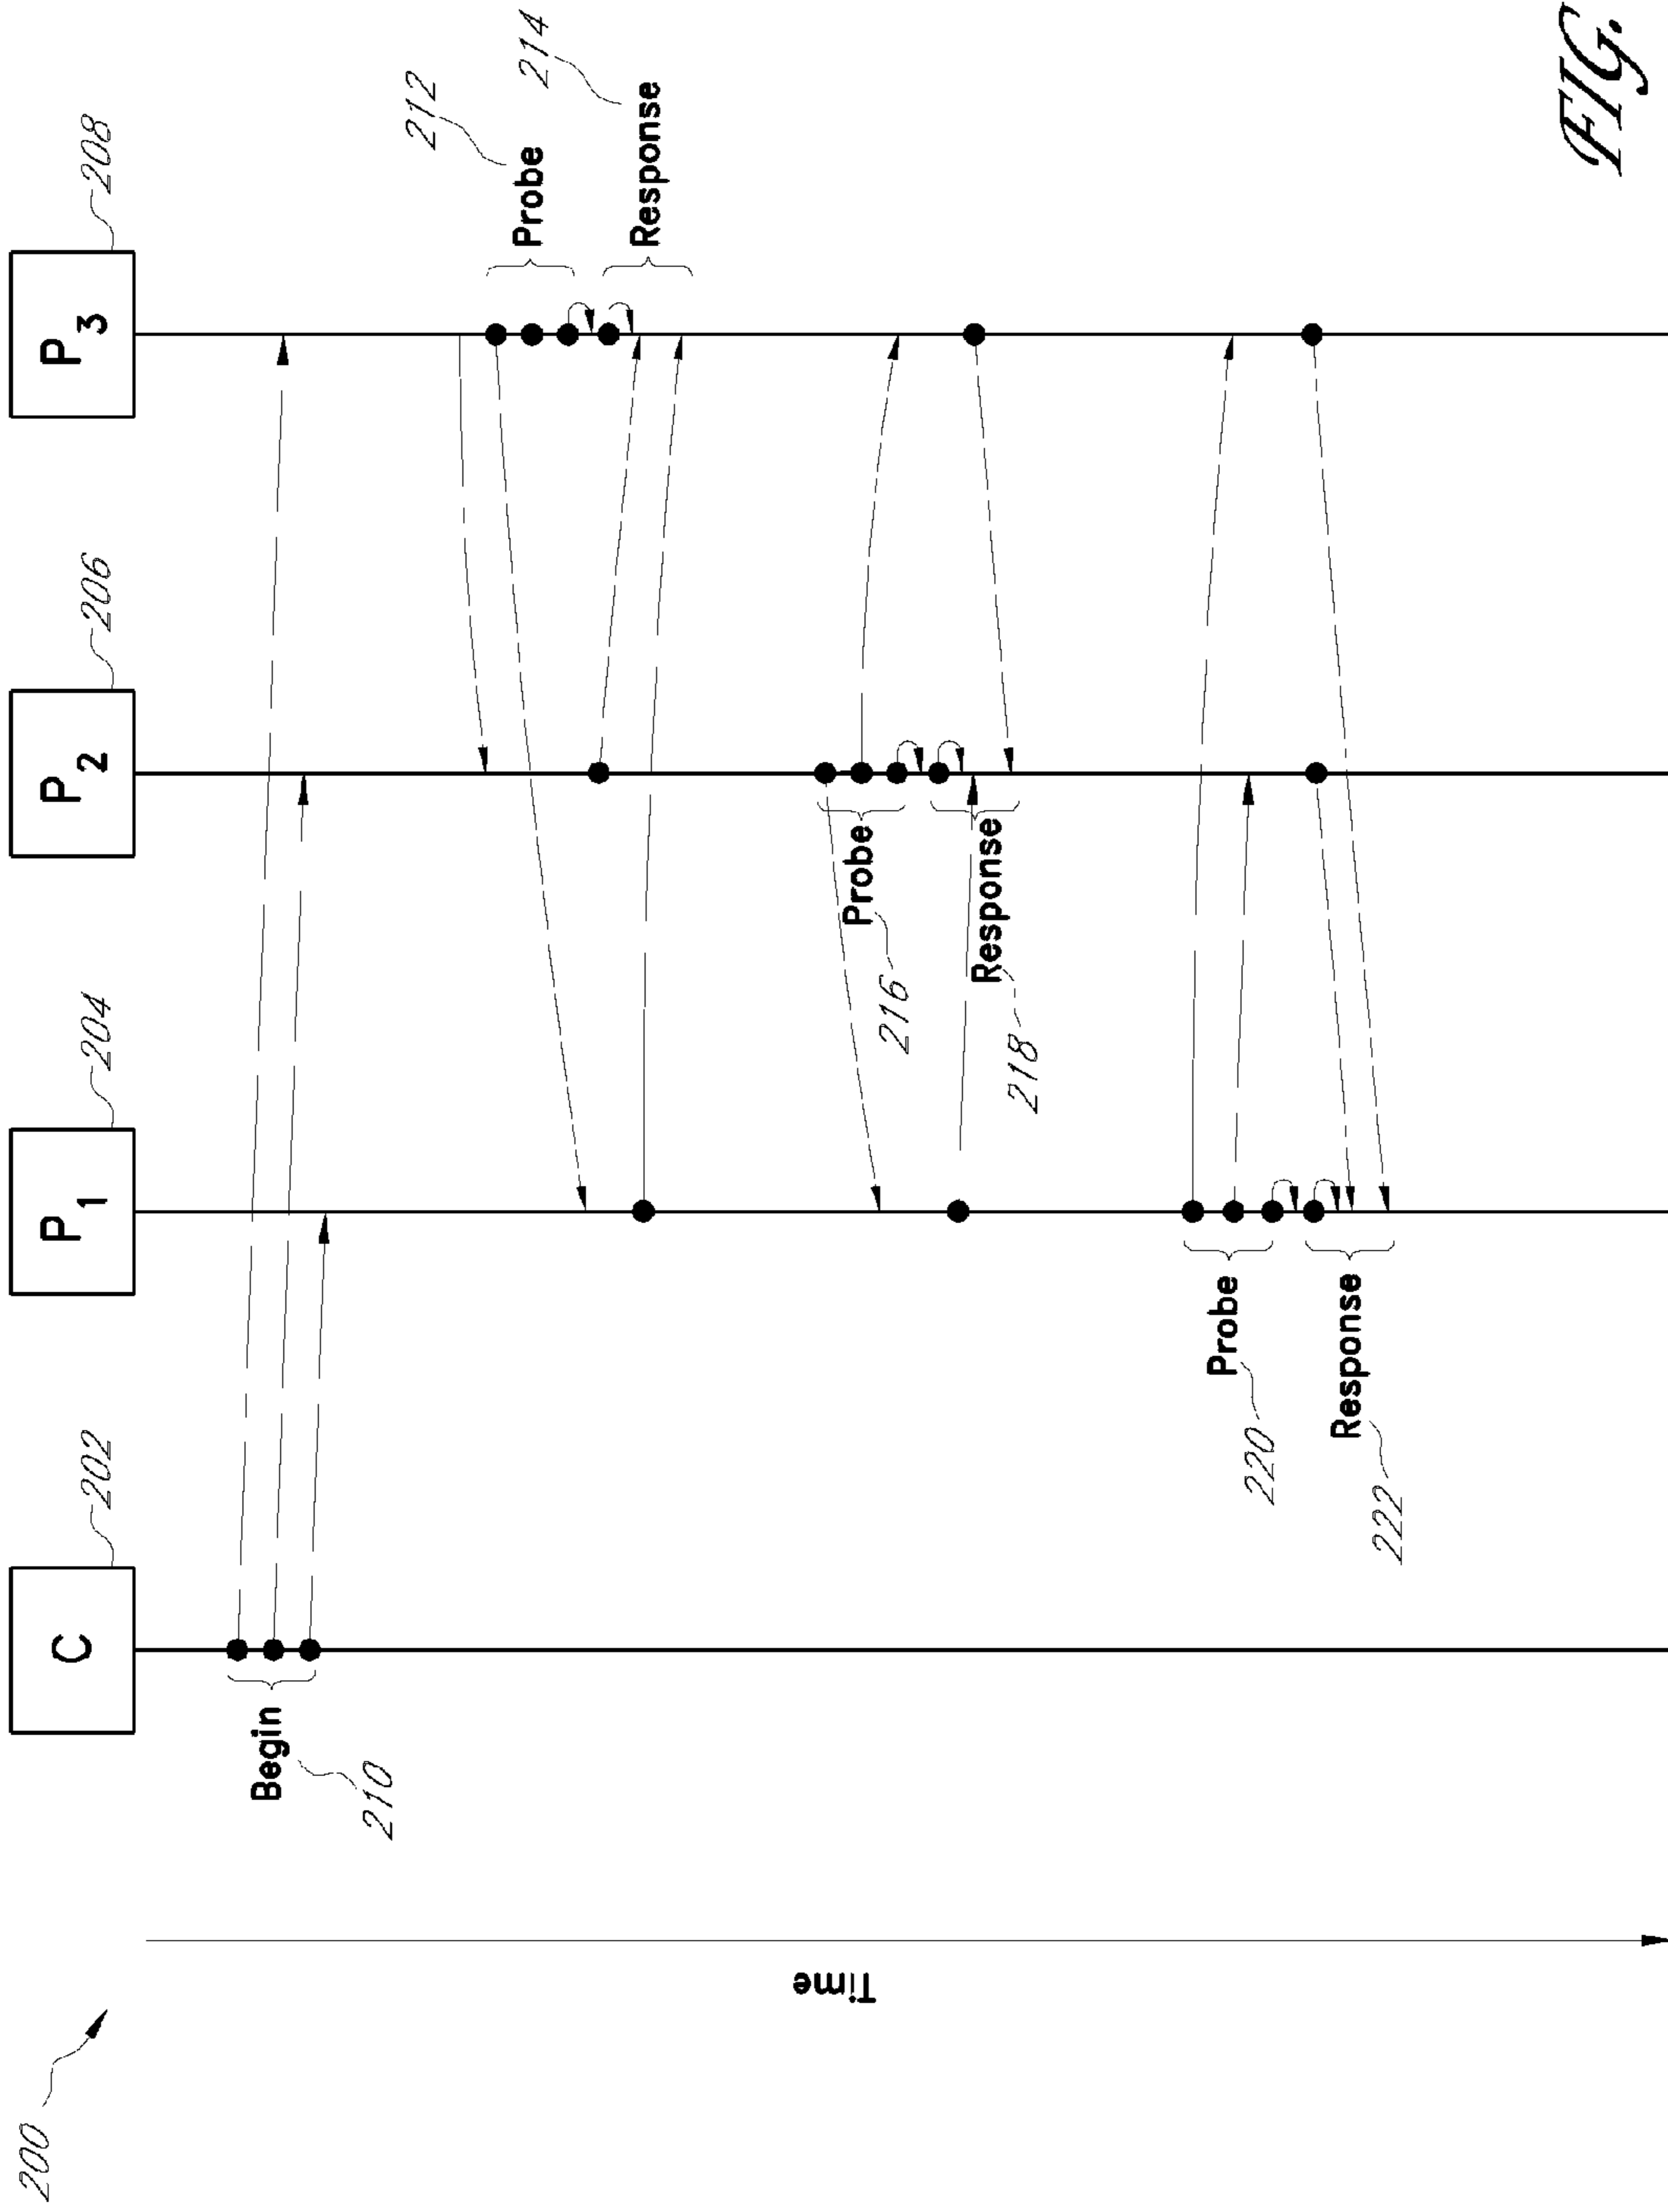 200
C
202
P1
204
P2
206
P3
208
Time
Begin
210
Probe
212
Response
214
Probe
216
Response
218
Probe
220
Response
222
FIG.